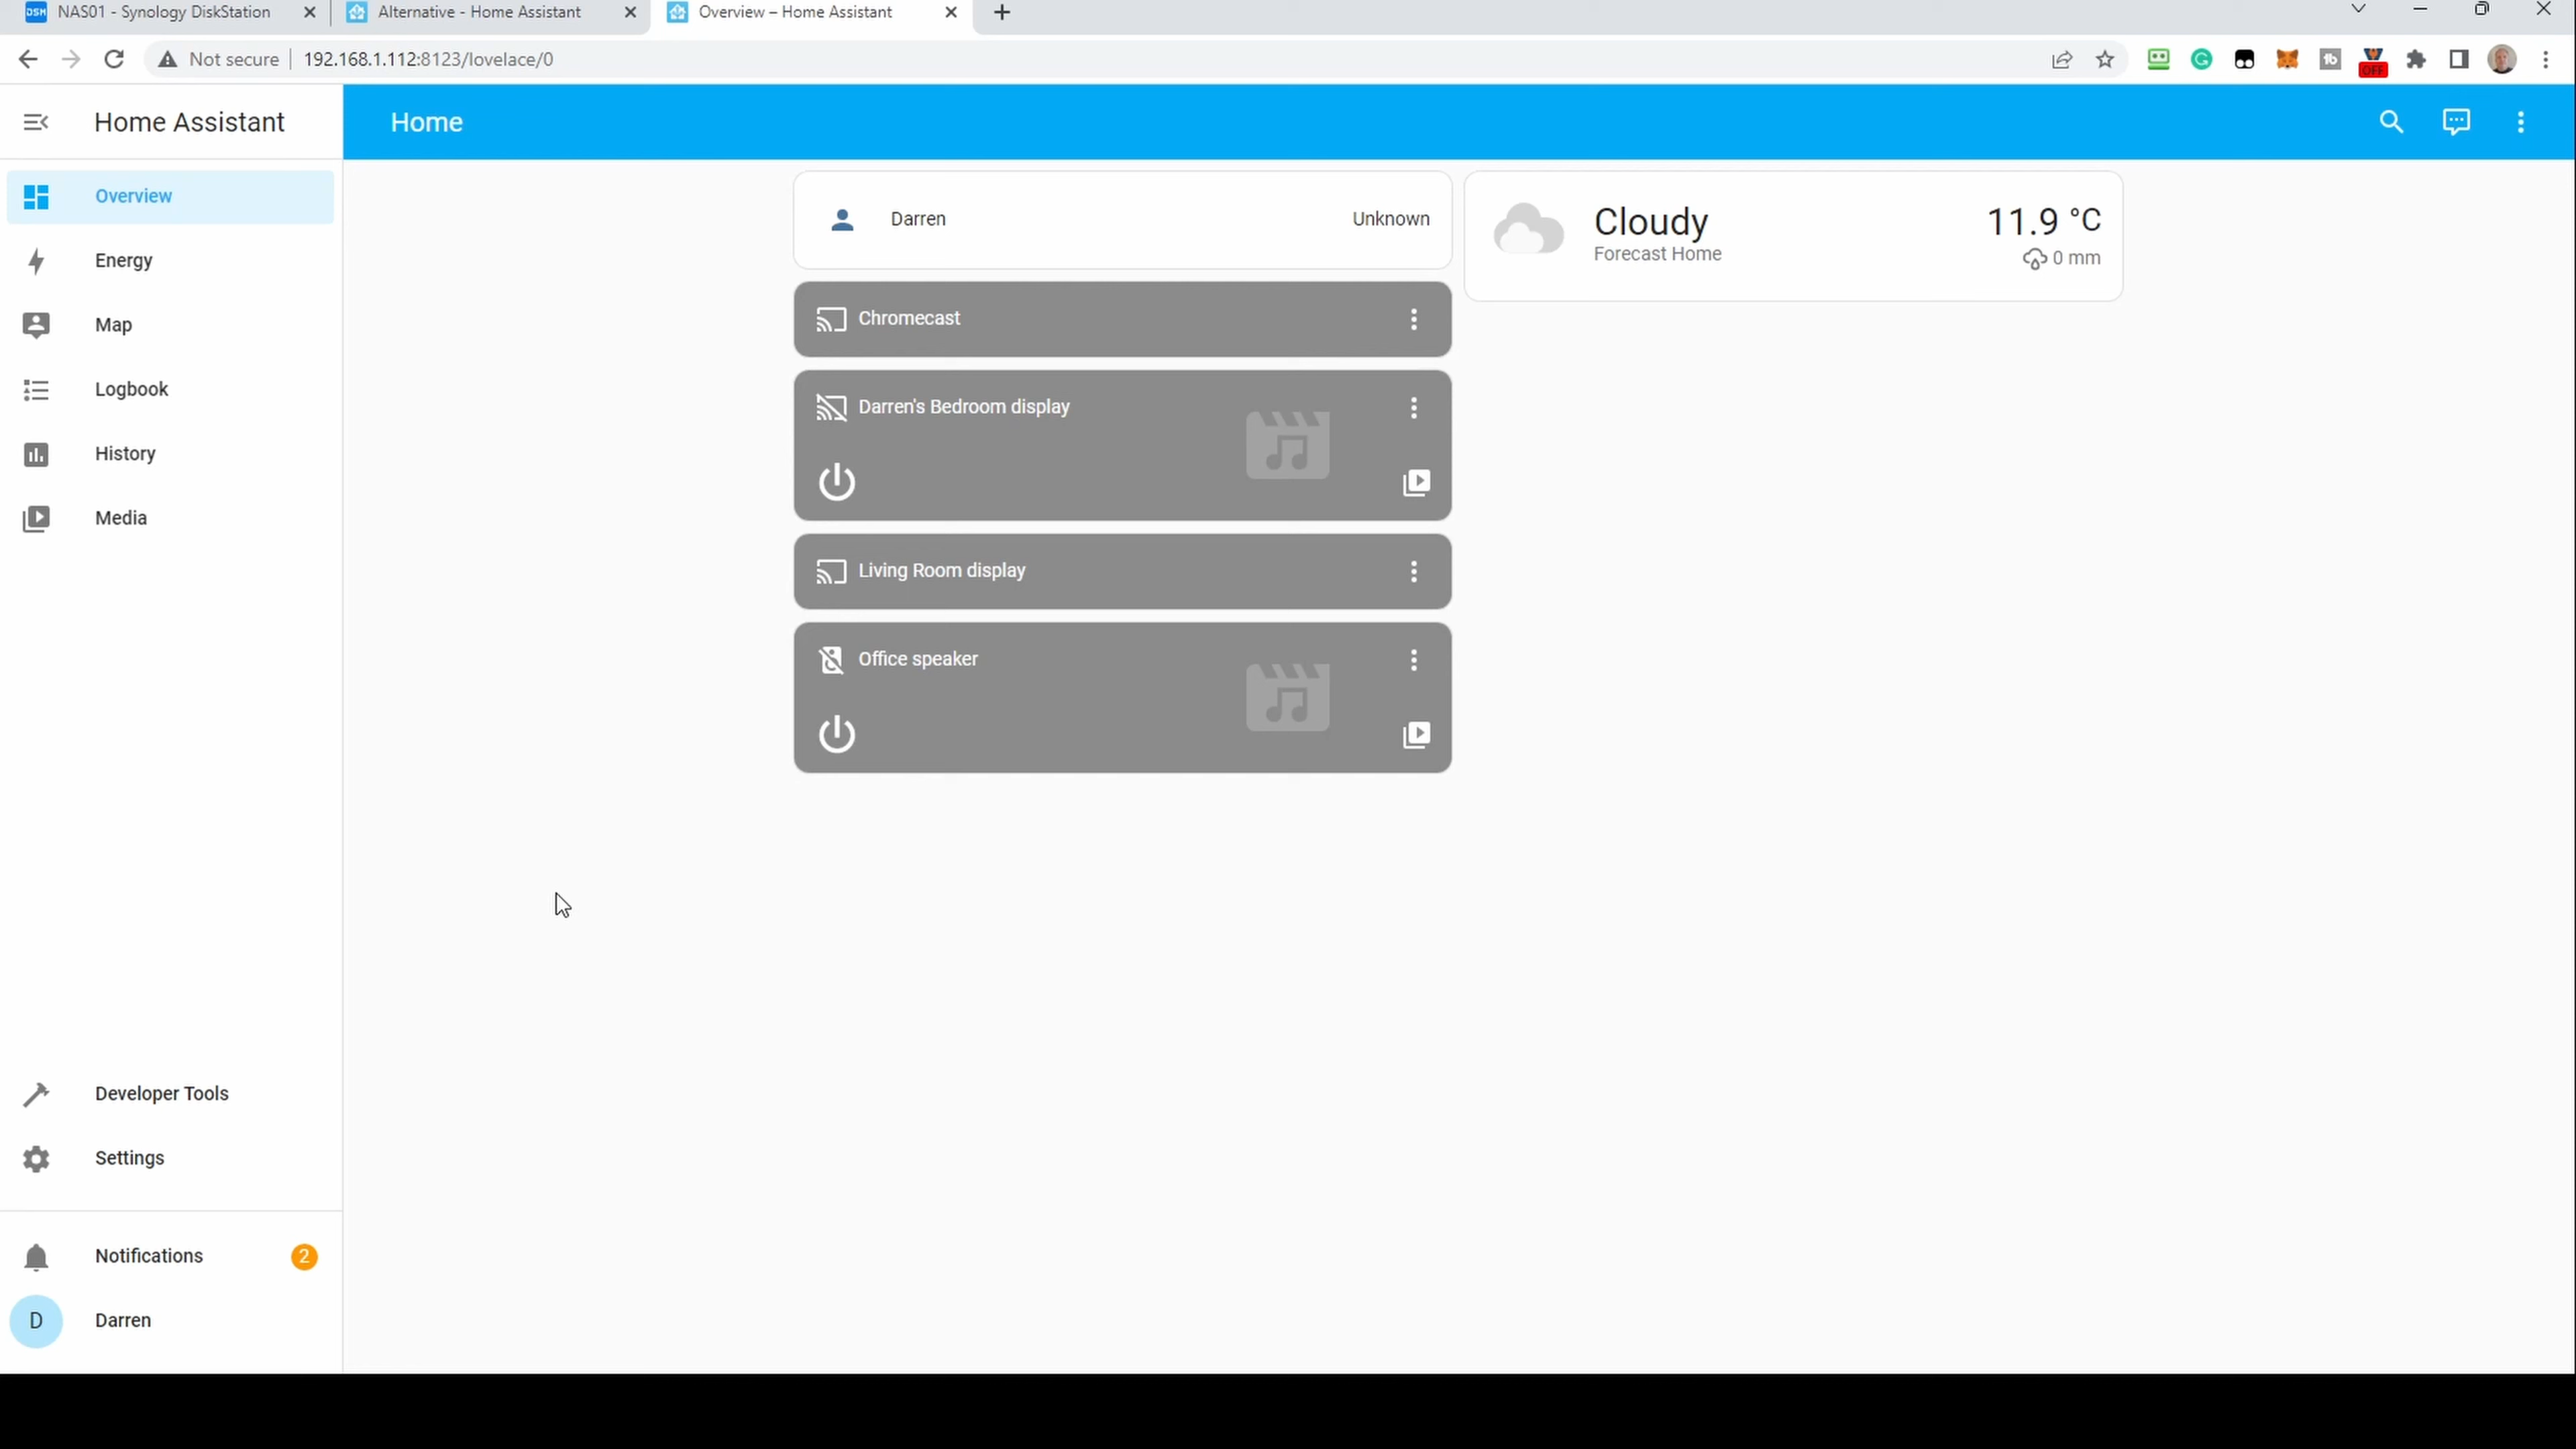 DSM NAS01 - Synology DiskStation
Alternative - Home Assistant
Overview – Home Assistant
Not secure 192.168.1.112:8123/lovelace/0
OFF
Home Assistant
Home
Overview
Energy
Map
Logbook
History
Media
Developer Tools
Settings
Notifications 2
D Darren
Darren Unknown
Chromecast
Darren's Bedroom display
Living Room display
Office speaker
Cloudy 11.9 °C
Forecast Home 0 mm